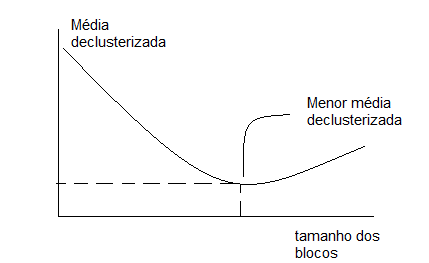 Média
declusterizada
Menor média
declusterizada
tamanho dos
blocos